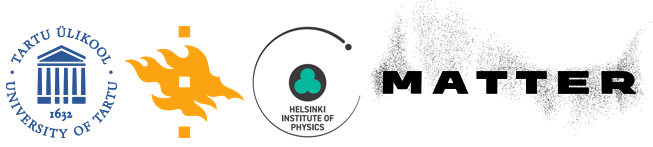 TARTU ÜLIKOOL
UNIVERSITY OF TARTU
1632
HELSINKI
INSTITUTE OF
PHYSICS
MATTER